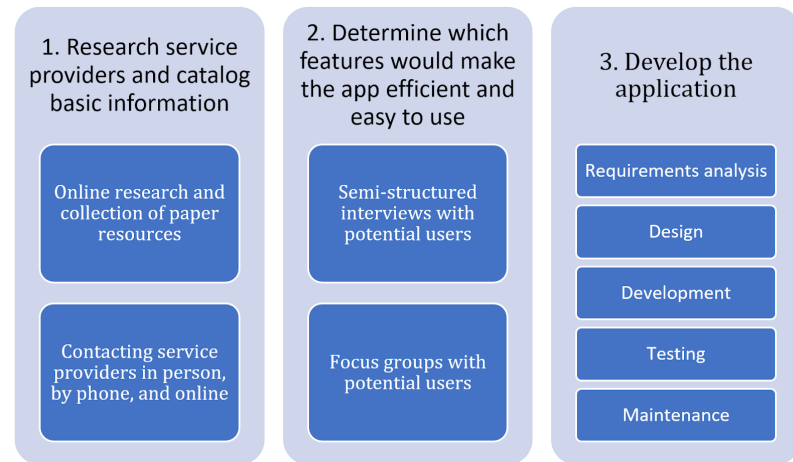 1. Research service
providers and catalog
basic information
Online research and
collection of paper
resources
Contacting service
providers in person,
by phone, and online
2. Determine which
features would make
the app efficient and
easy to use
Semi-structured
interviews with
potential users
Focus groups with
potential users
3. Develop the
application
Requirements analysis
Design
Development
Testing
Maintenance